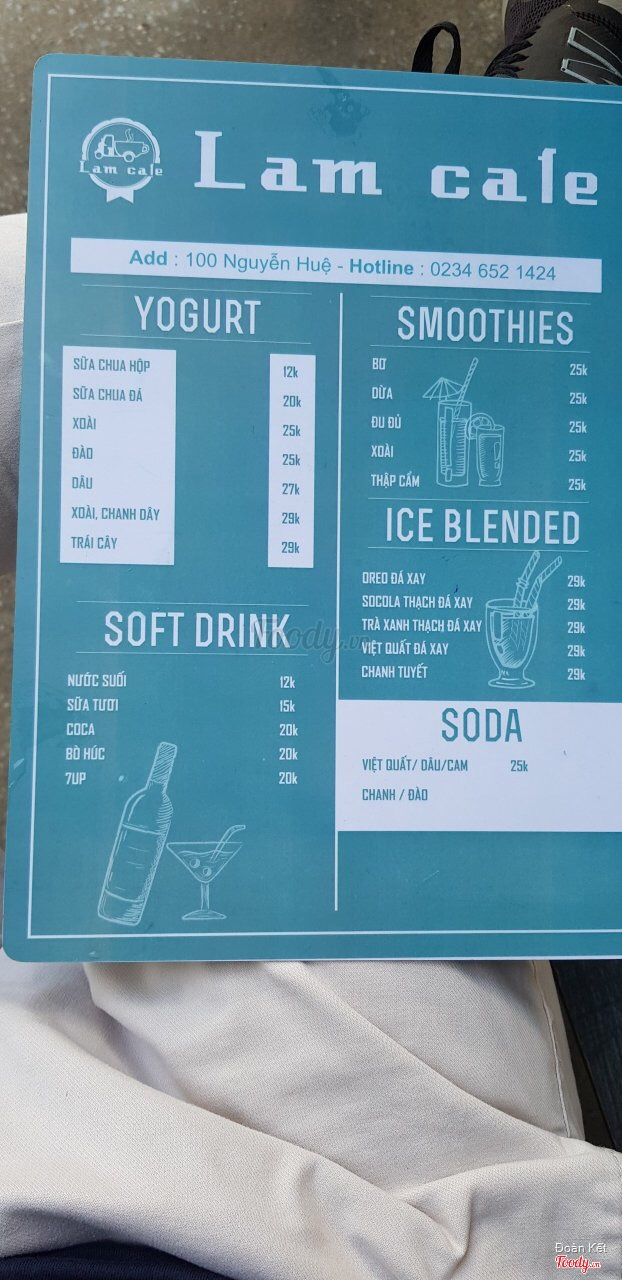 Lam cafe
Lam cafe
Add : 100 Nguyễn Huệ - Hotline : 0234 652 1424
YOGURT
SỮA CHUA HỘP 12k
SỮA CHUA ĐÁ 20k
XOÀI 25k
ĐÀO 25k
DÂU 27k
XOÀI, CHANH DÂY 29k
TRÁI CÂY 29k
SOFT DRINK
NƯỚC SUỐI 12k
SỮA TƯƠI 15k
COCA 20k
BÒ HÚC 20k
7UP 20k
SMOOTHIES
BƠ 25k
DỪA 25k
ĐU ĐỦ 25k
XOÀI 25k
THẬP CẨM 25k
ICE BLENDED
OREO ĐÁ XAY 29k
SOCOLA THẠCH ĐÁ XAY 29k
TRÀ XANH THẠCH ĐÁ XAY 29k
VIỆT QUẤT ĐÁ XAY 29k
CHANH TUYẾT 29k
SODA
VIỆT QUẤT/ DÂU/CAM 25k
CHANH / ĐÀO
Foody.vn
Đoàn Kết
Foody.vn